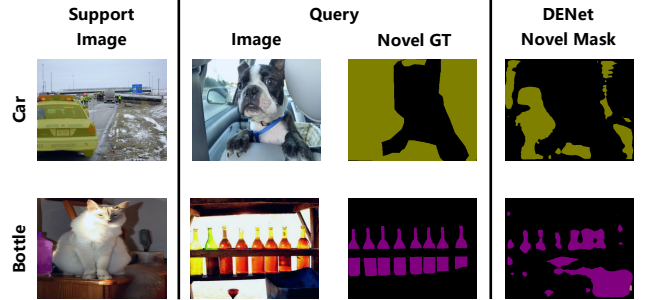 Support
Image
Query
Image
Novel GT
DENet
Novel Mask
Car
Bottle